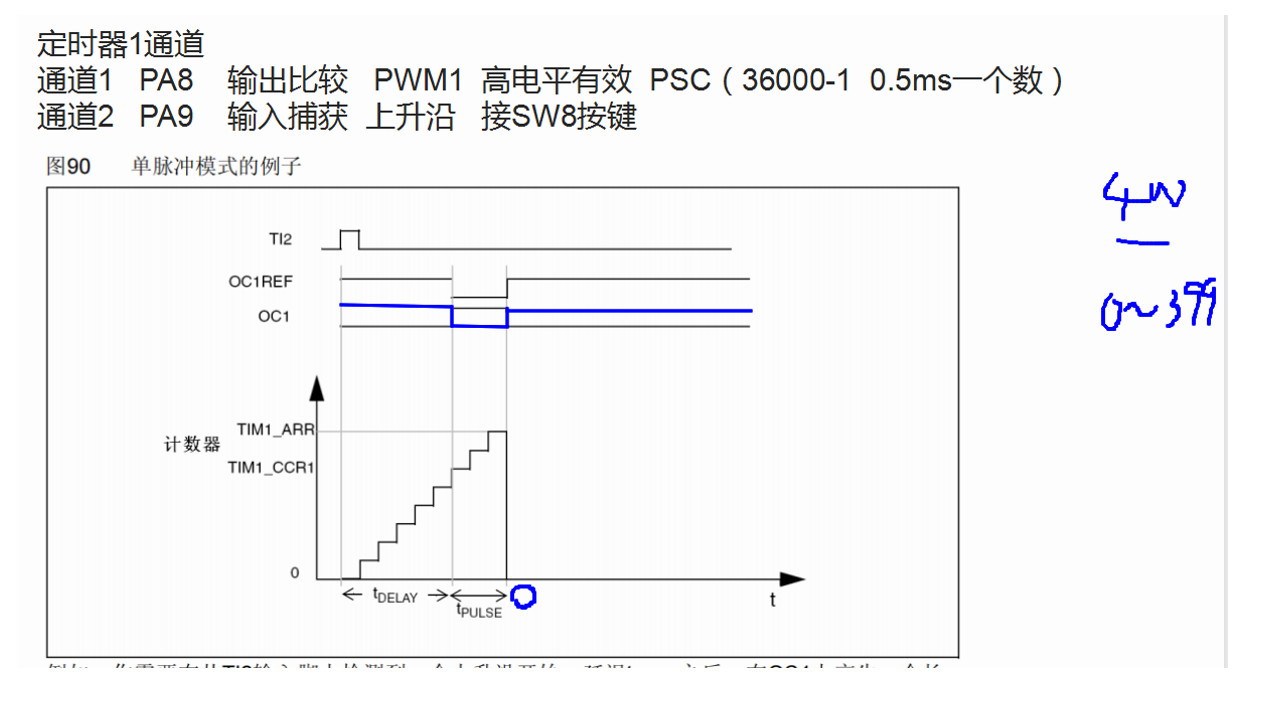 定时器1通道
通道1 PA8 输出比较 PWM1 高电平有效 PSC（36000-1 0.5ms一个数）
通道2 PA9 输入捕获 上升沿 接SW8按键
图90 单脉冲模式的例子
TI2
OC1REF
OC1
计数器
TIM1_ARR
TIM1_CCR1
0
tDELAY
tPULSE
t
0~399